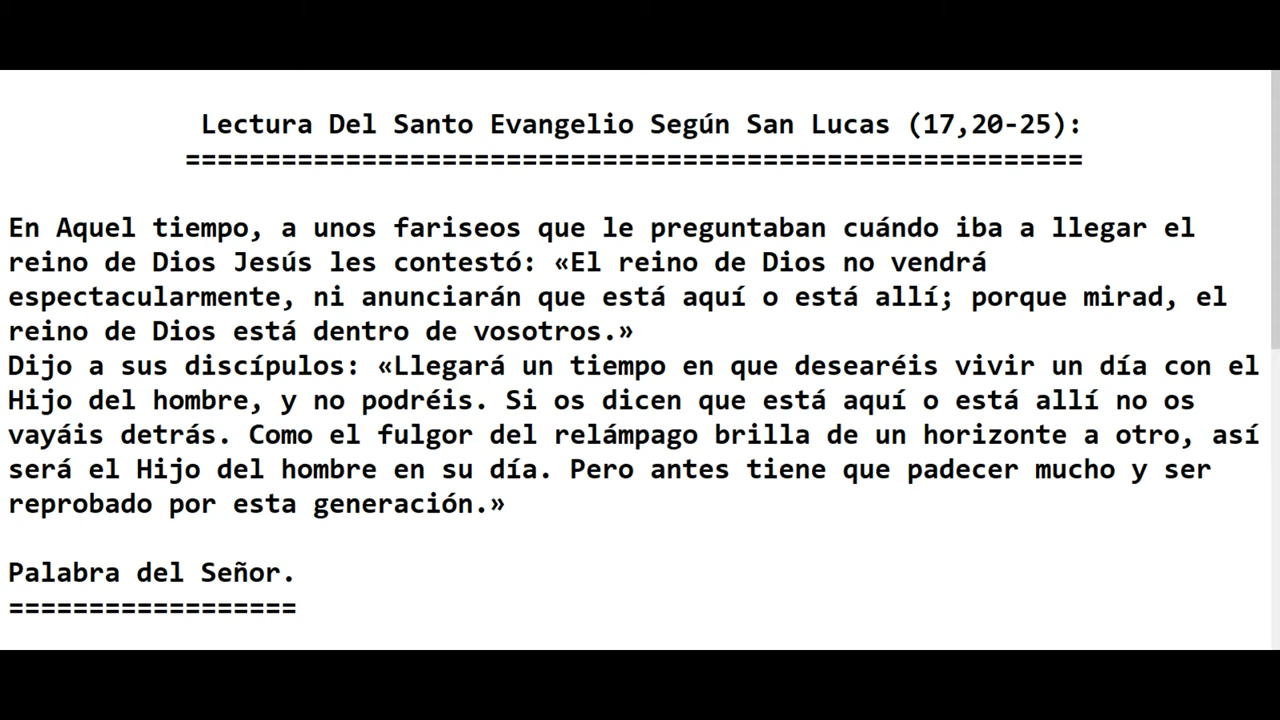 Lectura Del Santo Evangelio Según San Lucas (17,20-25):
========================================================
En Aquel tiempo, a unos fariseos que le preguntaban cuándo iba a llegar el
reino de Dios Jesús les contestó: «El reino de Dios no vendrá
espectacularmente, ni anunciarán que está aquí o está allí; porque mirad, el
reino de Dios está dentro de vosotros.»
Dijo a sus discípulos: «Llegará un tiempo en que desearéis vivir un día con el
Hijo del hombre, y no podréis. Si os dicen que está aquí o está allí no os
vayáis detrás. Como el fulgor del relámpago brilla de un horizonte a otro, así
será el Hijo del hombre en su día. Pero antes tiene que padecer mucho y ser
reprobado por esta generación.»
Palabra del Señor.
==================